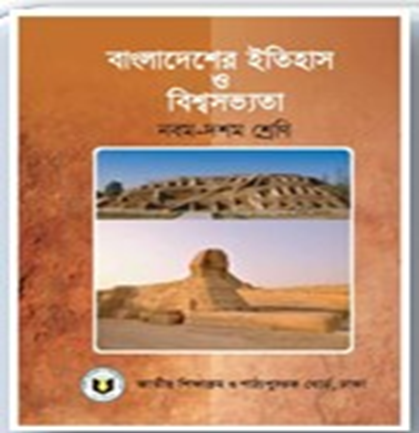 বাংলাদেশের ইতিহাস
ও
বিশ্বসভ্যতা
নবম-দশম শ্রেণি
জাতীয় শিক্ষাক্রম ও পাঠ্যপুস্তক বোর্ড, ঢাকা